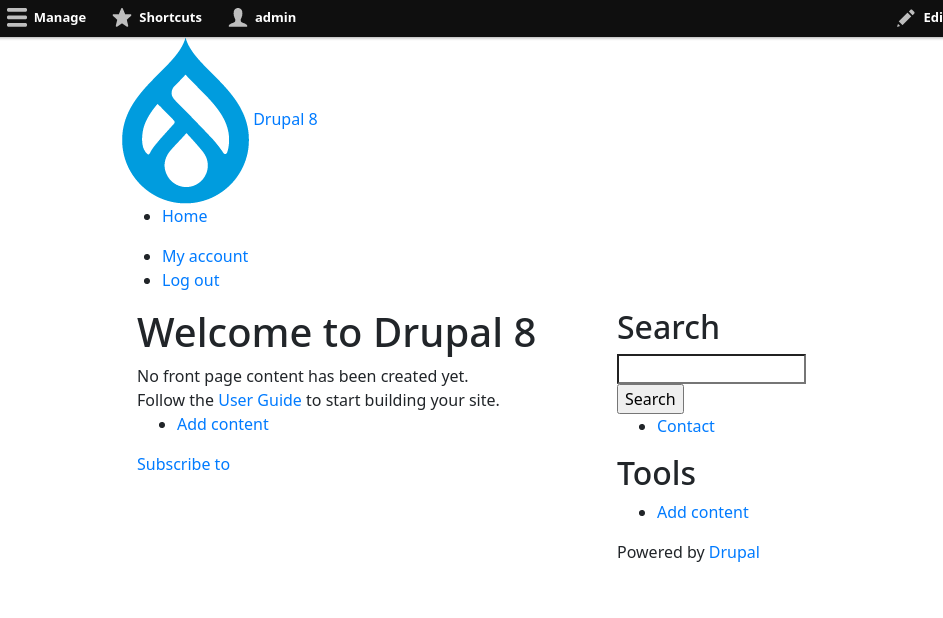 Manage Shortcuts admin Edi
Drupal 8
Home
My account
Log out
Welcome to Drupal 8
No front page content has been created yet.
Follow the User Guide to start building your site.
Add content
Subscribe to
Search
Search
Contact
Tools
Add content
Powered by Drupal